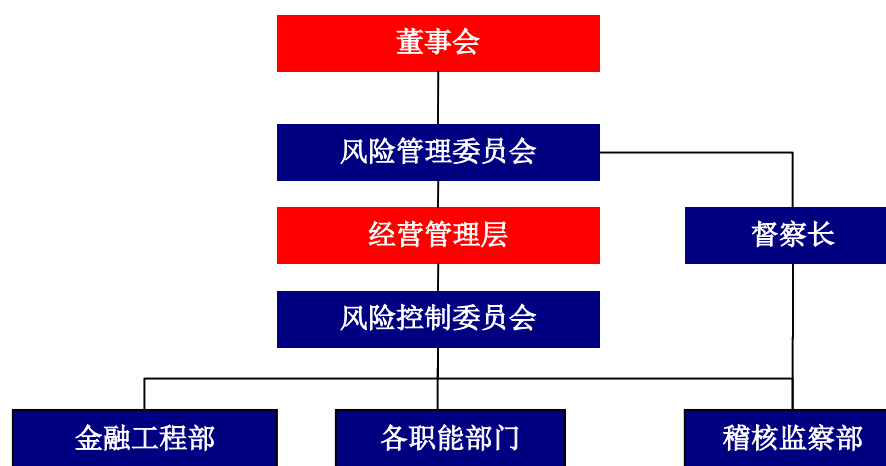 董事会
风险管理委员会
经营管理层
督察长
风险控制委员会
金融工程部
各职能部门
稽核监察部